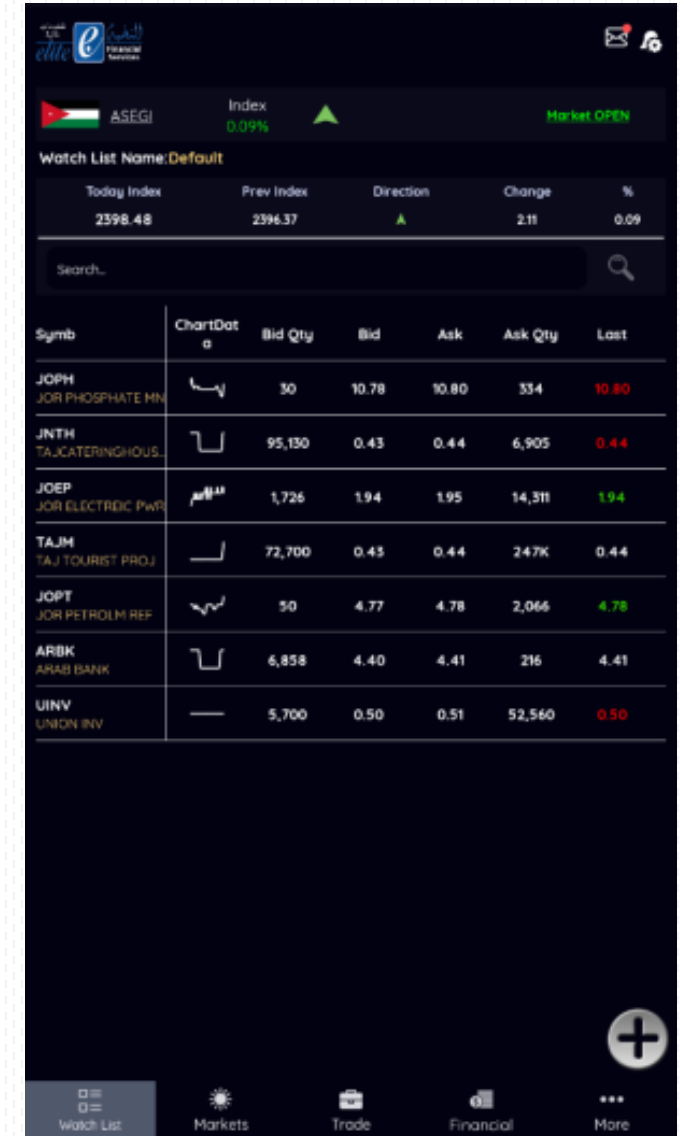 elite
Financial
Services
ASEGI
Index
0.09%
Market OPEN
Watch List Name:Default
Today Index Prev Index Direction Change %
2398.48 2396.37 2.11 0.09
Search..
Symb ChartData Bid Qty Bid Ask Ask Qty Last
JOPH 30 10.78 10.80 334 10.80
JOR PHOSPHATE MN
JNTH 95,130 0.43 0.44 6,905 0.44
TAJCATERINGHOUS..
JOEP 1,726 1.94 1.95 14,311 1.94
JOR ELECTREIC PWR
TAJM 72,700 0.43 0.44 247K 0.44
TAJ TOURIST PROJ
JOPT 50 4.77 4.78 2,066 4.78
JOR PETROLM REF
ARBK 6,858 4.40 4.41 216 4.41
ARAB BANK
UINV 5,700 0.50 0.51 52,560 0.50
UNION INV
Watch List Markets Trade Financial More